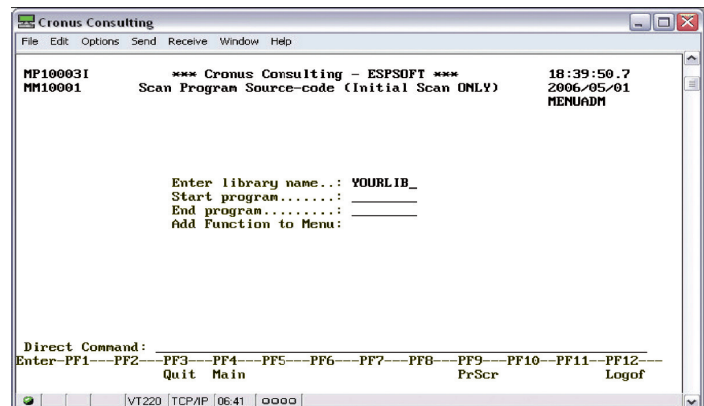 Cronus Consulting
File Edit Options Send Receive Window Help
MP10003I *** Cronus Consulting - ESPSOFT *** 18:39:50.7
MM10001 Scan Program Source-code (Initial Scan ONLY) 2006/05/01
MENUADM
Enter library name..: YOURLIB_
Start program.......: ________
End program.........: ________
Add Function to Menu:
Direct Command: ____________________________________________________________
Enter-PF1---PF2---PF3---PF4---PF5---PF6---PF7---PF8---PF9---PF10--PF11--PF12---
Quit Main PrScr Logof
VT220 TCP/IP 06:41 oooo